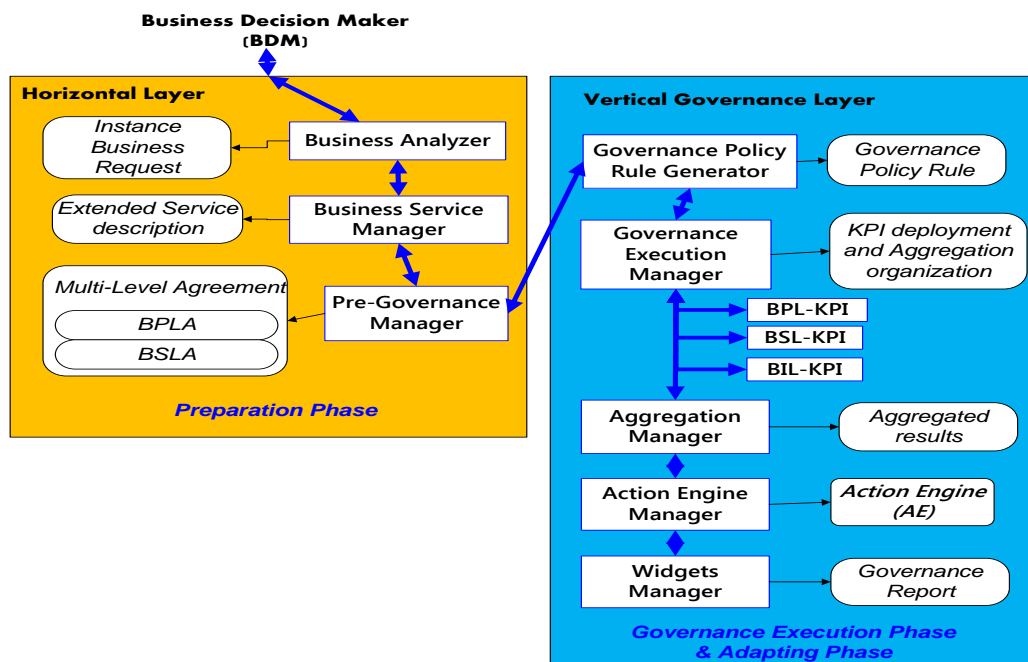 Business Decision Maker
(BDM)
Horizontal Layer
Instance
Business
Request
Business Analyzer
Extended Service
description
Business Service
Manager
Multi-Level Agreement
BPLA
BSLA
Pre-Governance
Manager
Preparation Phase
Vertical Governance Layer
Governance Policy
Rule Generator
Governance
Policy Rule
Governance
Execution
Manager
KPI deployment
and Aggregation
organization
BPL-KPI
BSL-KPI
BIL-KPI
Aggregation
Manager
Aggregated
results
Action Engine
Manager
Action Engine
(AE)
Widgets
Manager
Governance
Report
Governance Execution Phase
& Adapting Phase